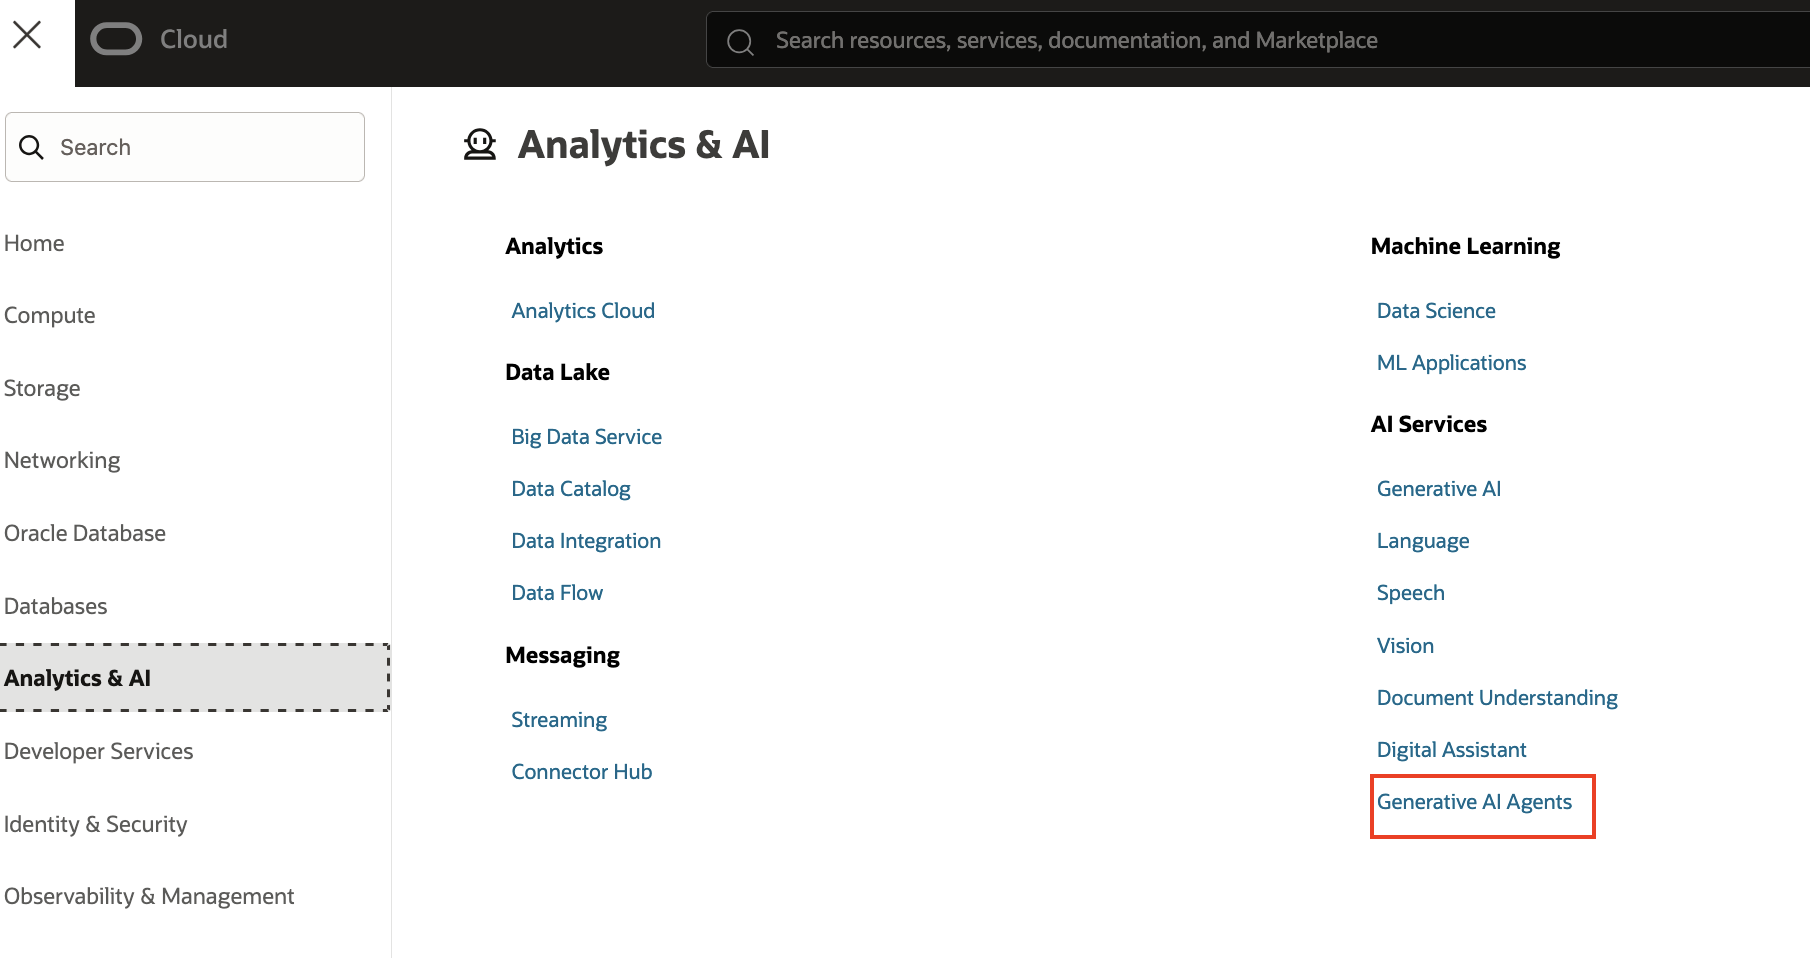 Cloud
Search resources, services, documentation, and Marketplace
Search
Home
Compute
Storage
Networking
Oracle Database
Databases
Analytics & AI
Developer Services
Identity & Security
Observability & Management
Analytics & AI
Analytics
Analytics Cloud
Data Lake
Big Data Service
Data Catalog
Data Integration
Data Flow
Messaging
Streaming
Connector Hub
Machine Learning
Data Science
ML Applications
AI Services
Generative AI
Language
Speech
Vision
Document Understanding
Digital Assistant
Generative AI Agents